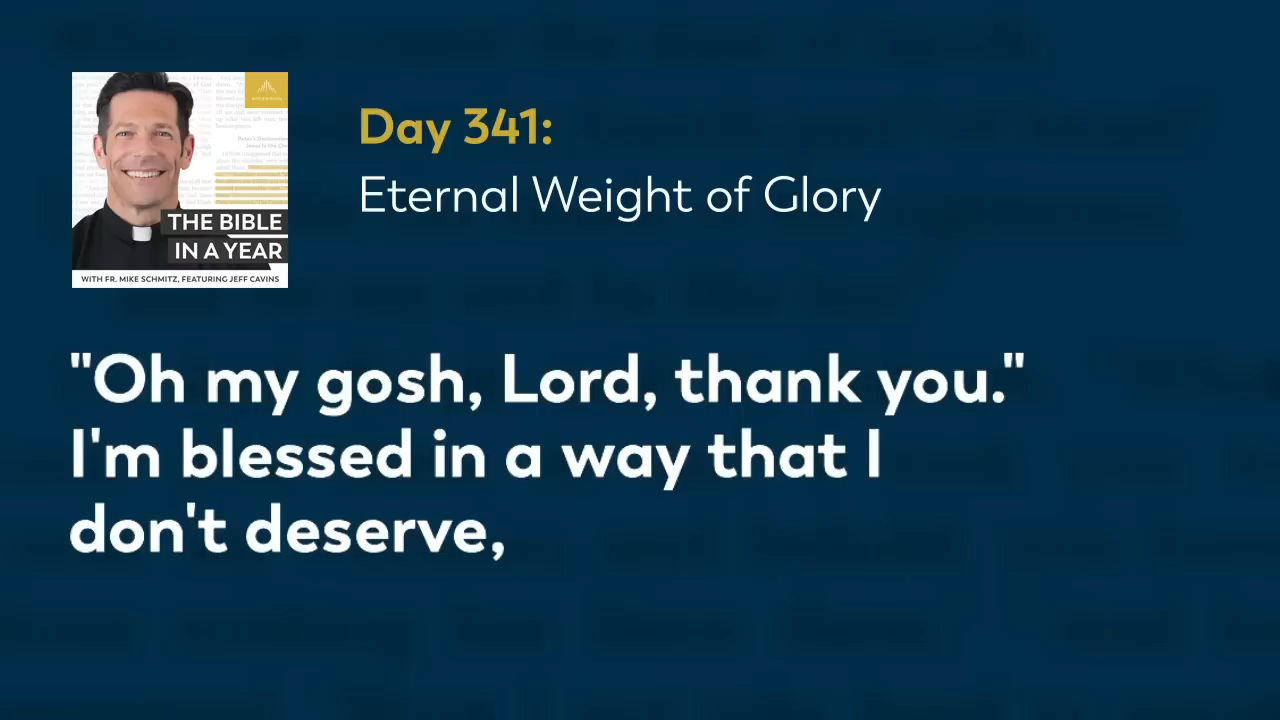 Day 341:
Eternal Weight of Glory
THE BIBLE
IN A YEAR
WITH FR. MIKE SCHMITZ, FEATURING JEFF CAVINS
"Oh my gosh, Lord, thank you."
I'm blessed in a way that I
don't deserve,